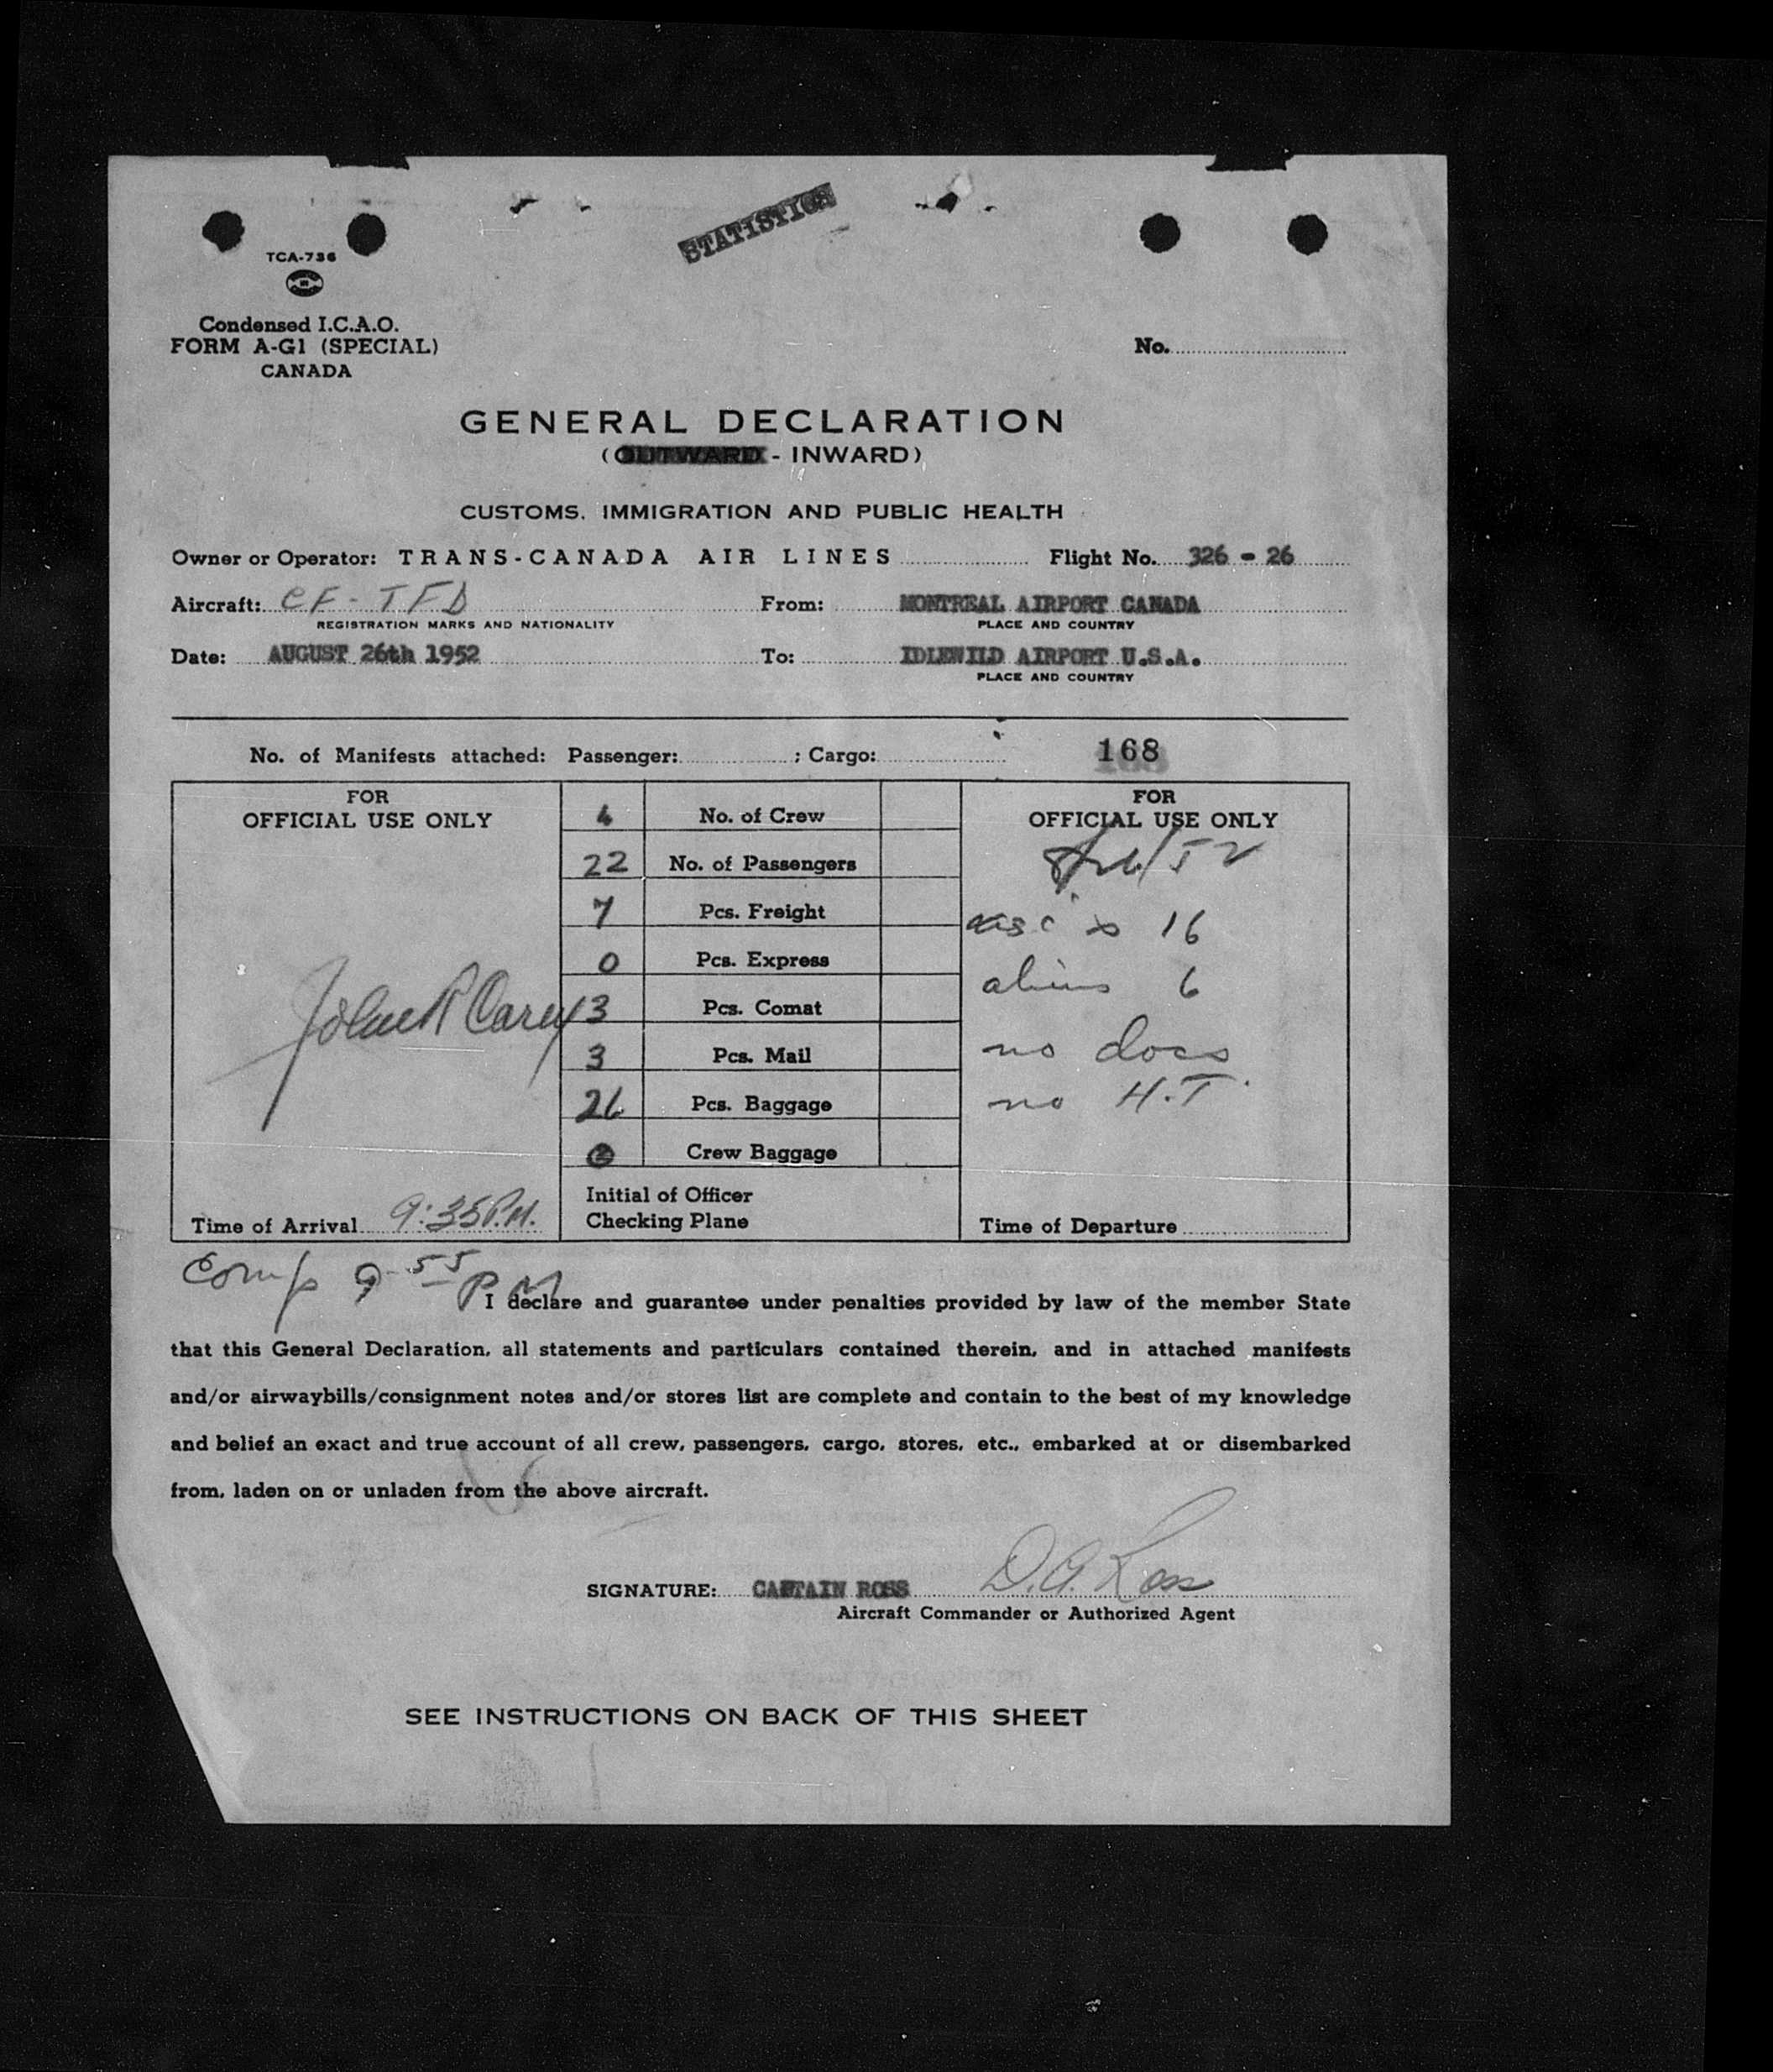 STATISTICS
TCA-736
Condensed I.C.A.O.
FORM A-G1 (SPECIAL)
CANADA
No.
GENERAL DECLARATION
(OUTWARD - INWARD)
CUSTOMS, IMMIGRATION AND PUBLIC HEALTH
Owner or Operator: TRANS-CANADA AIR LINES Flight No. 326 - 26
Aircraft: CF-TFD From: MONTREAL AIRPORT CANADA
REGISTRATION MARKS AND NATIONALITY PLACE AND COUNTRY
Date: AUGUST 26th 1952 To: IDLEWILD AIRPORT U.S.A.
PLACE AND COUNTRY
No. of Manifests attached: Passenger: ; Cargo: 168
FOR
OFFICIAL USE ONLY
John R Carey
Time of Arrival 9:35 P.M.
4 No. of Crew
22 No. of Passengers
7 Pcs. Freight
0 Pcs. Express
3 Pcs. Comat
3 Pcs. Mail
26 Pcs. Baggage
Crew Baggage
Initial of Officer
Checking Plane
FOR
OFFICIAL USE ONLY
16
aliens 6
no docs
no H.T.
Time of Departure
Comp 9-55 PM
I declare and guarantee under penalties provided by law of the member State
that this General Declaration, all statements and particulars contained therein, and in attached manifests
and/or airwaybills/consignment notes and/or stores list are complete and contain to the best of my knowledge
and belief an exact and true account of all crew, passengers, cargo, stores, etc., embarked at or disembarked
from, laden on or unladen from the above aircraft.
SIGNATURE: CAPTAIN ROSS D.A. Ross
Aircraft Commander or Authorized Agent
SEE INSTRUCTIONS ON BACK OF THIS SHEET